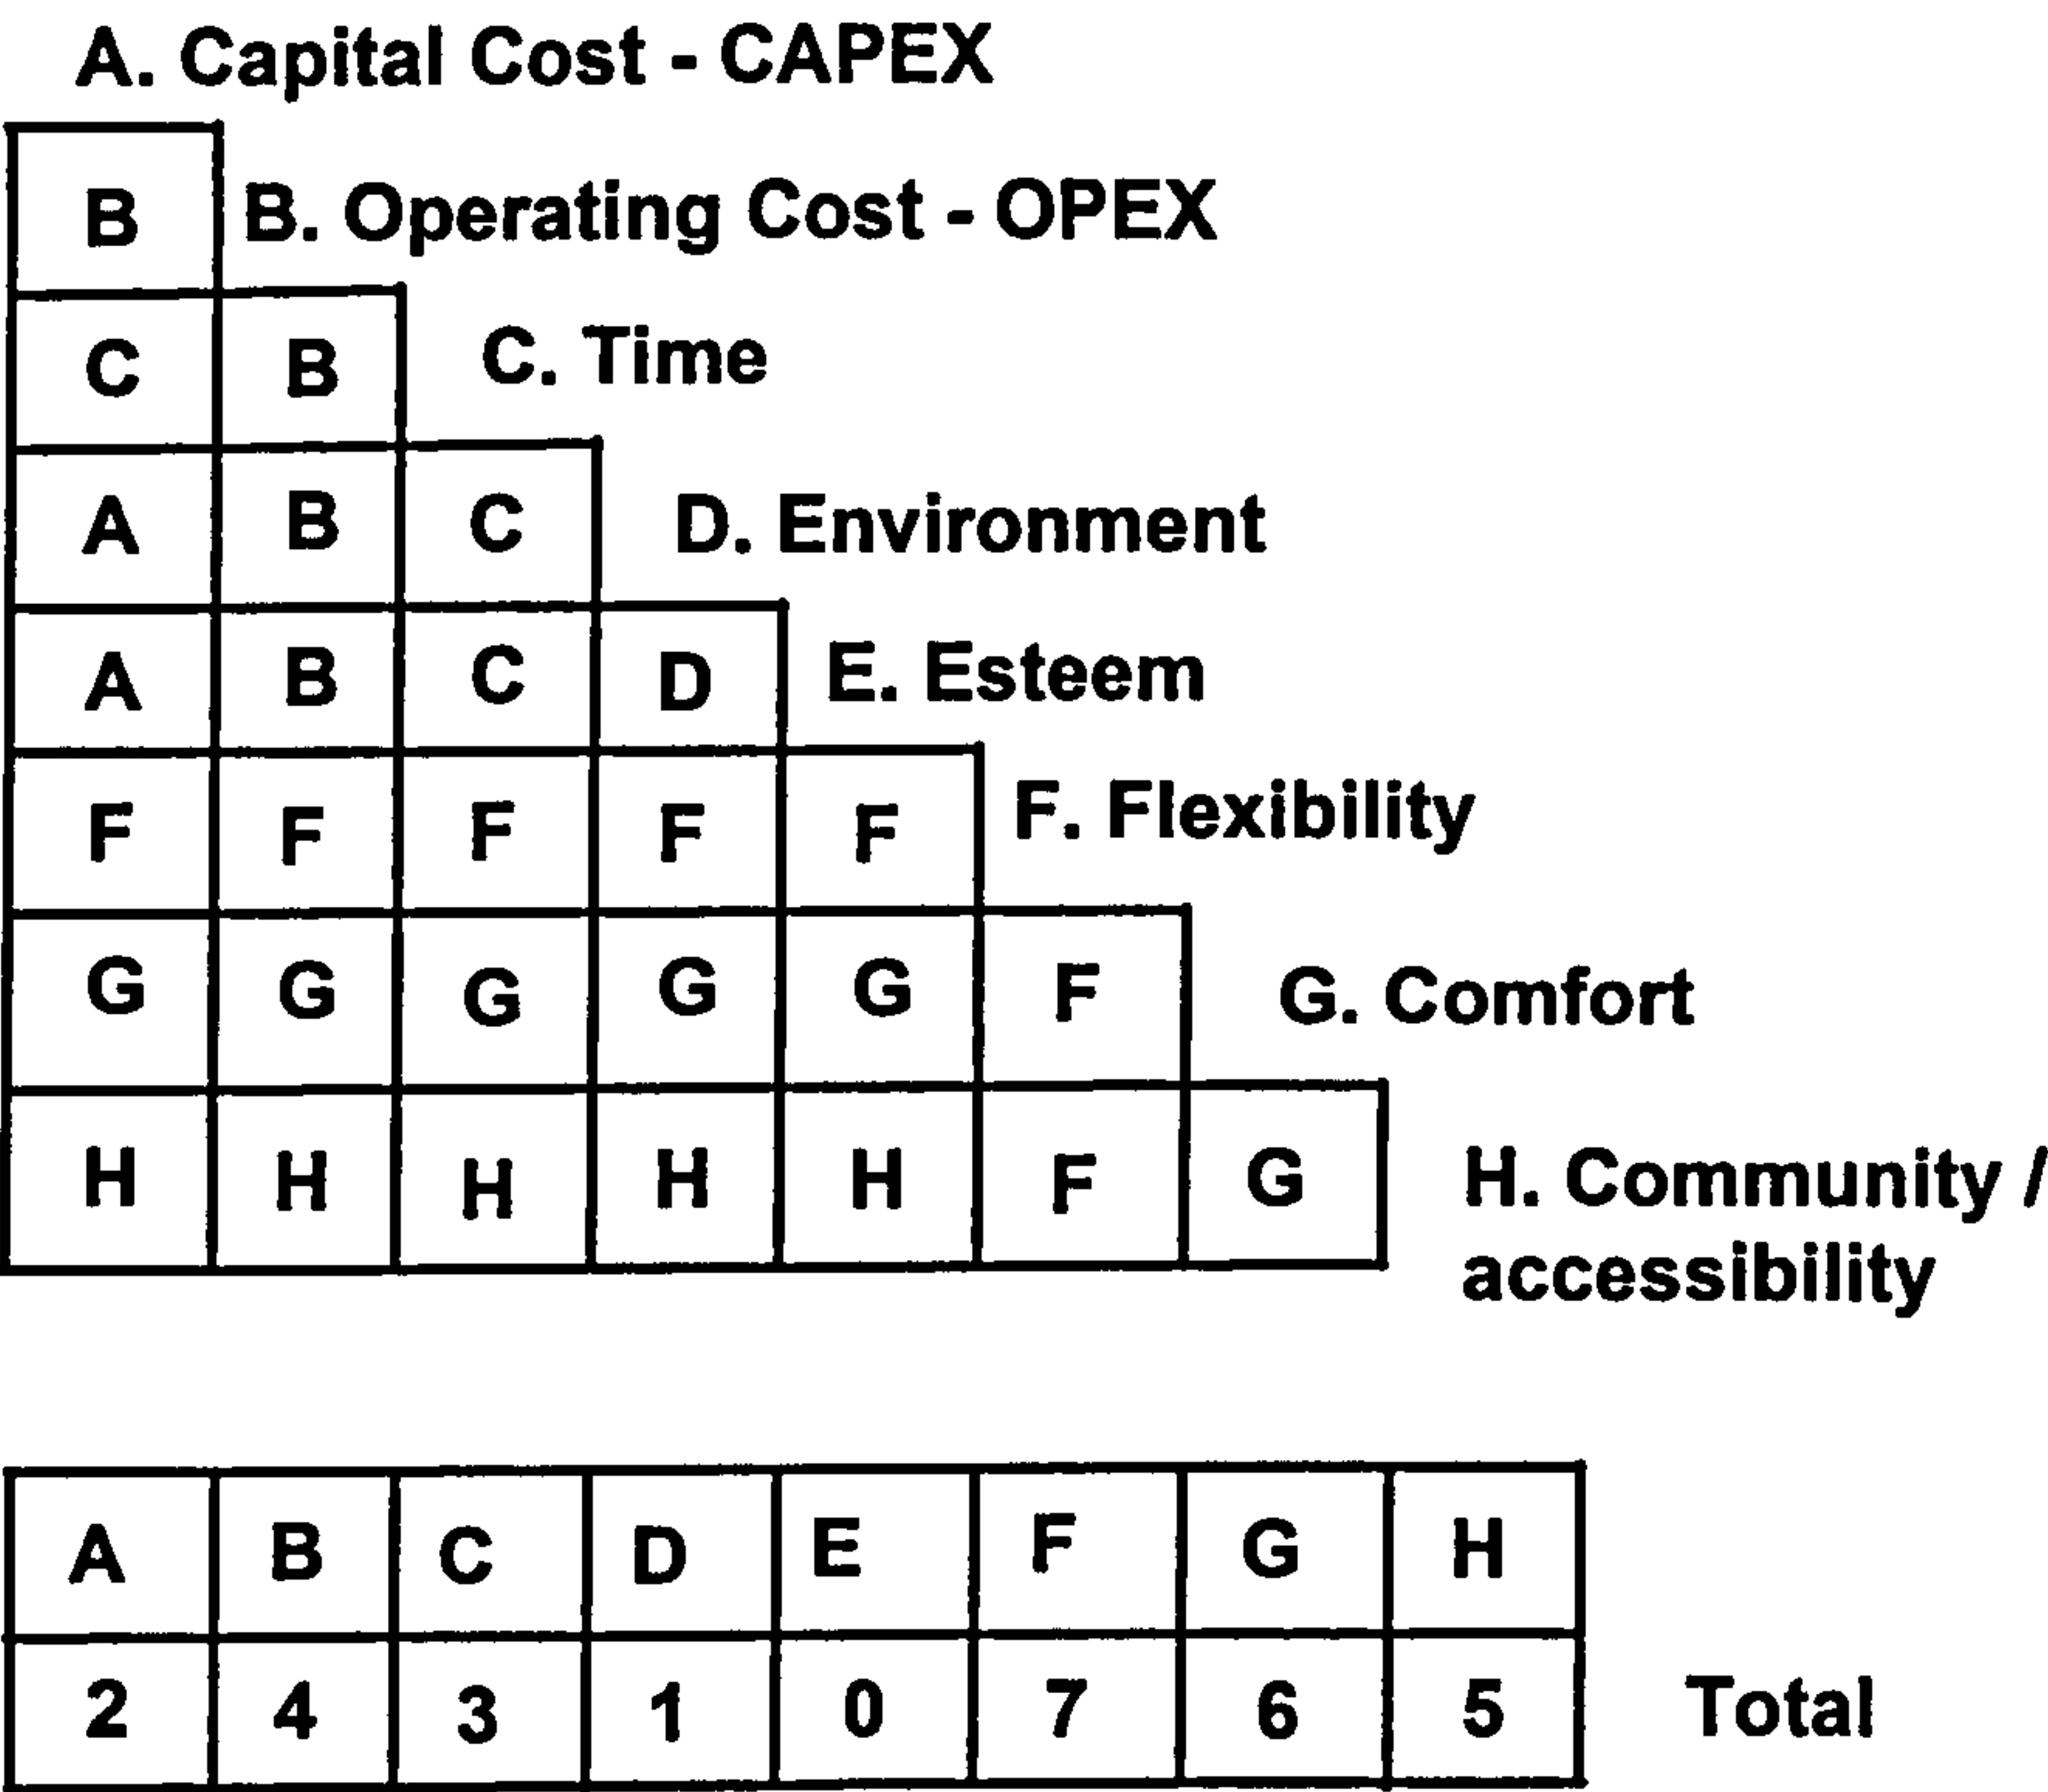 A. Capital Cost - CAPEX
B B. Operating Cost - OPEX
C B C. Time
A B C D. Environment
A B C D E. Esteem
F F F F F F. Flexibility
G G G G G F G. Comfort
H H H H H F G H. Community /
accessibility
A B C D E F G H
2 4 3 1 0 7 6 5 Total